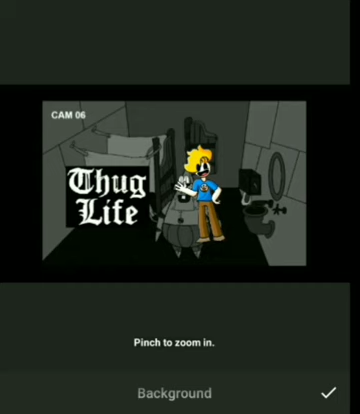 CAM 06
Thug
Life
Pinch to zoom in.
Background